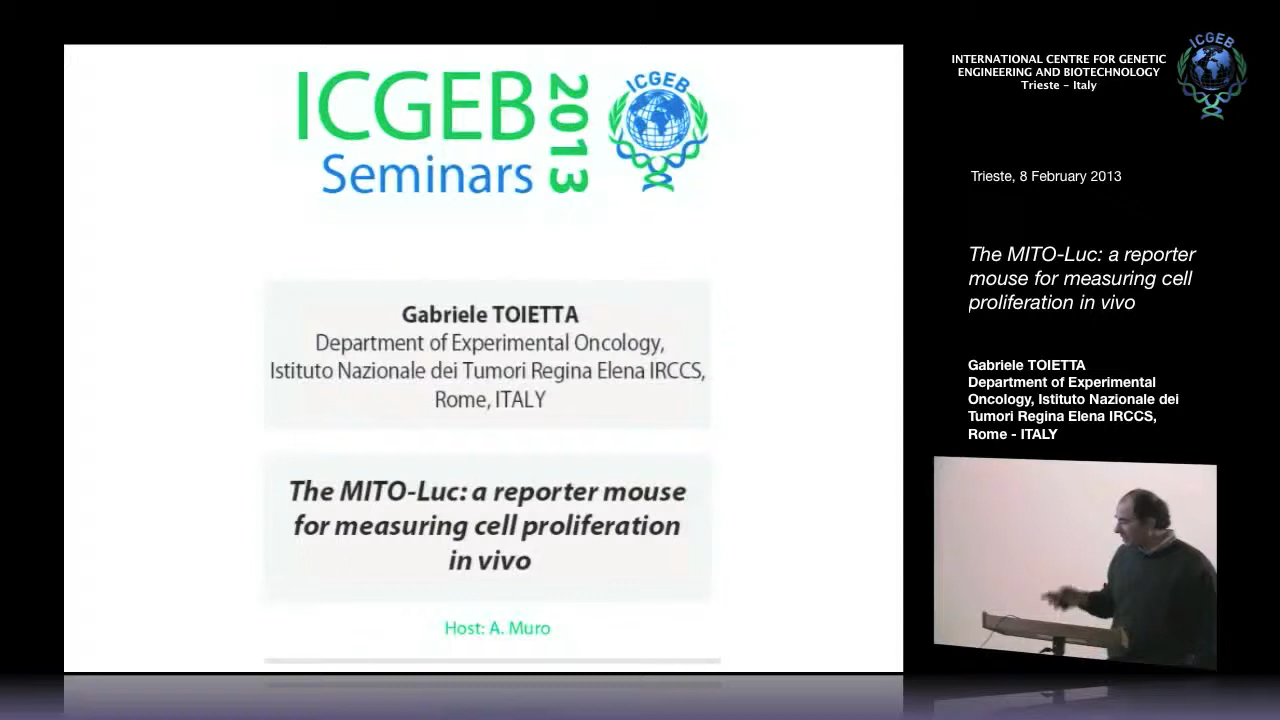 ICGEB
Seminars
2013
ICGEB
Gabriele TOIETTA
Department of Experimental Oncology,
Istituto Nazionale dei Tumori Regina Elena IRCCS,
Rome, ITALY
The MITO-Luc: a reporter mouse
for measuring cell proliferation
in vivo
Host: A. Muro
INTERNATIONAL CENTRE FOR GENETIC
ENGINEERING AND BIOTECHNOLOGY
Trieste - Italy
ICGEB
Trieste, 8 February 2013
The MITO-Luc: a reporter
mouse for measuring cell
proliferation in vivo
Gabriele TOIETTA
Department of Experimental
Oncology, Istituto Nazionale dei
Tumori Regina Elena IRCCS,
Rome - ITALY